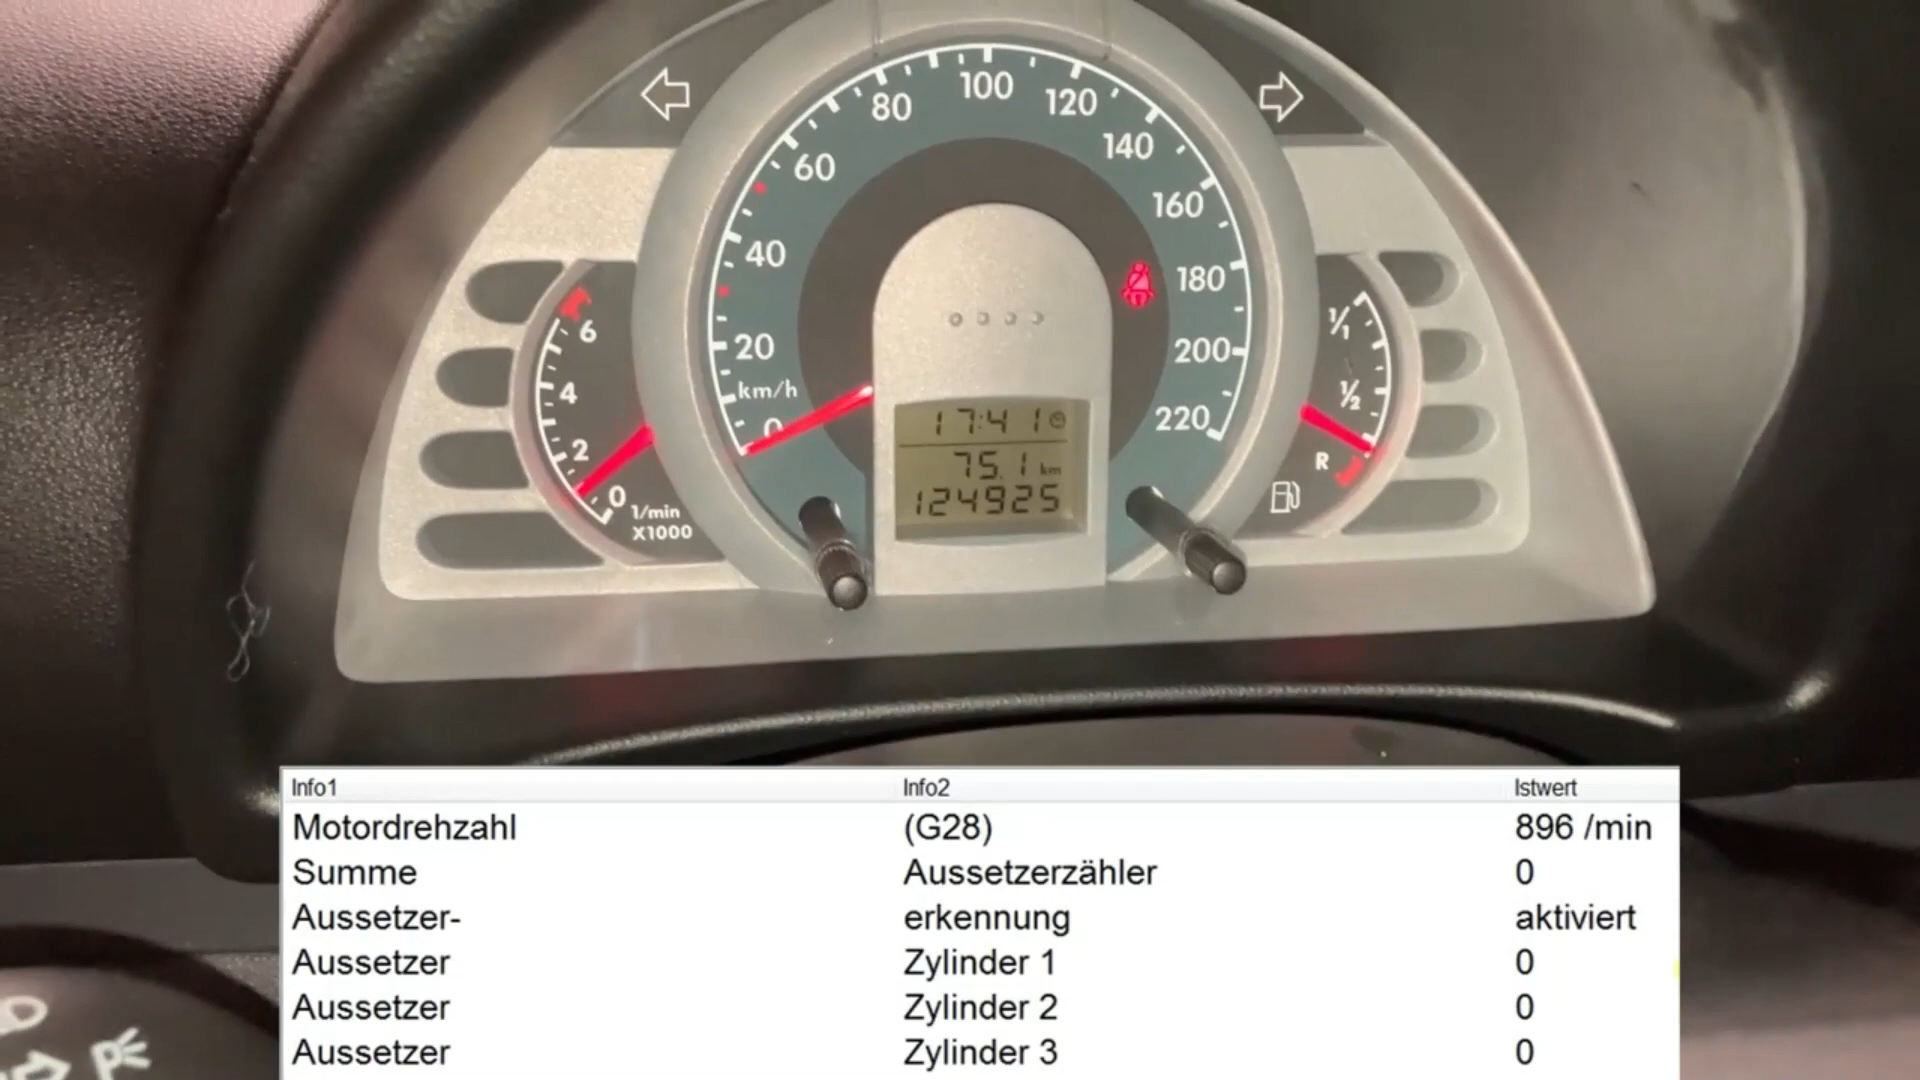 80 100 120
60 140
160
40 180
6 1/1
20 200
4 km/h 1/2
0 17:41 220
2 75.1 km R
0 1/min 124925
X1000
Info1 Info2 Istwert
Motordrehzahl (G28) 896 /min
Summe Aussetzerzähler 0
Aussetzer- erkennung aktiviert
Aussetzer Zylinder 1 0
Aussetzer Zylinder 2 0
Aussetzer Zylinder 3 0